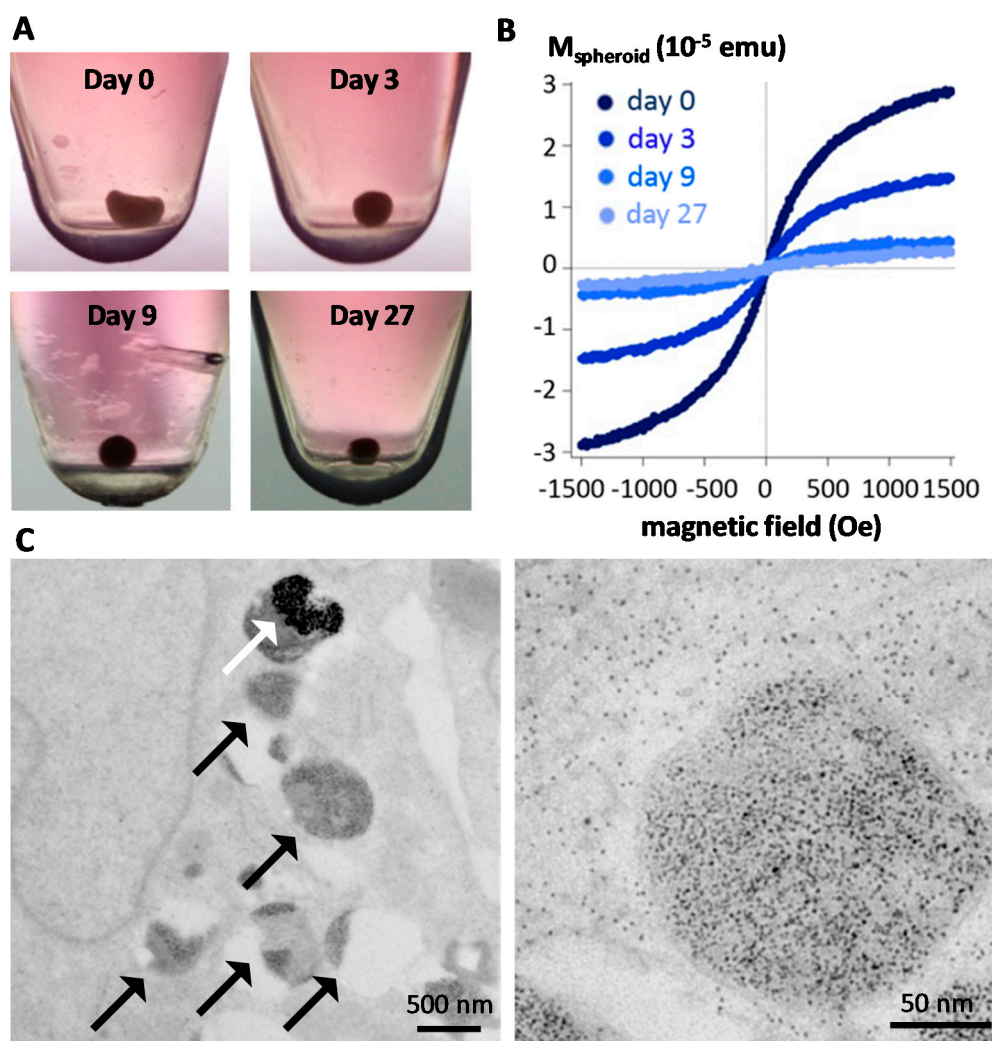 A
Day 0
Day 3
Day 9
Day 27
B
Mspheroid (10-5 emu)
3
2
1
0
-1
-2
-3
day 0
day 3
day 9
day 27
-1500 -1000 -500 0 500 1000 1500
magnetic field (Oe)
C
500 nm
50 nm